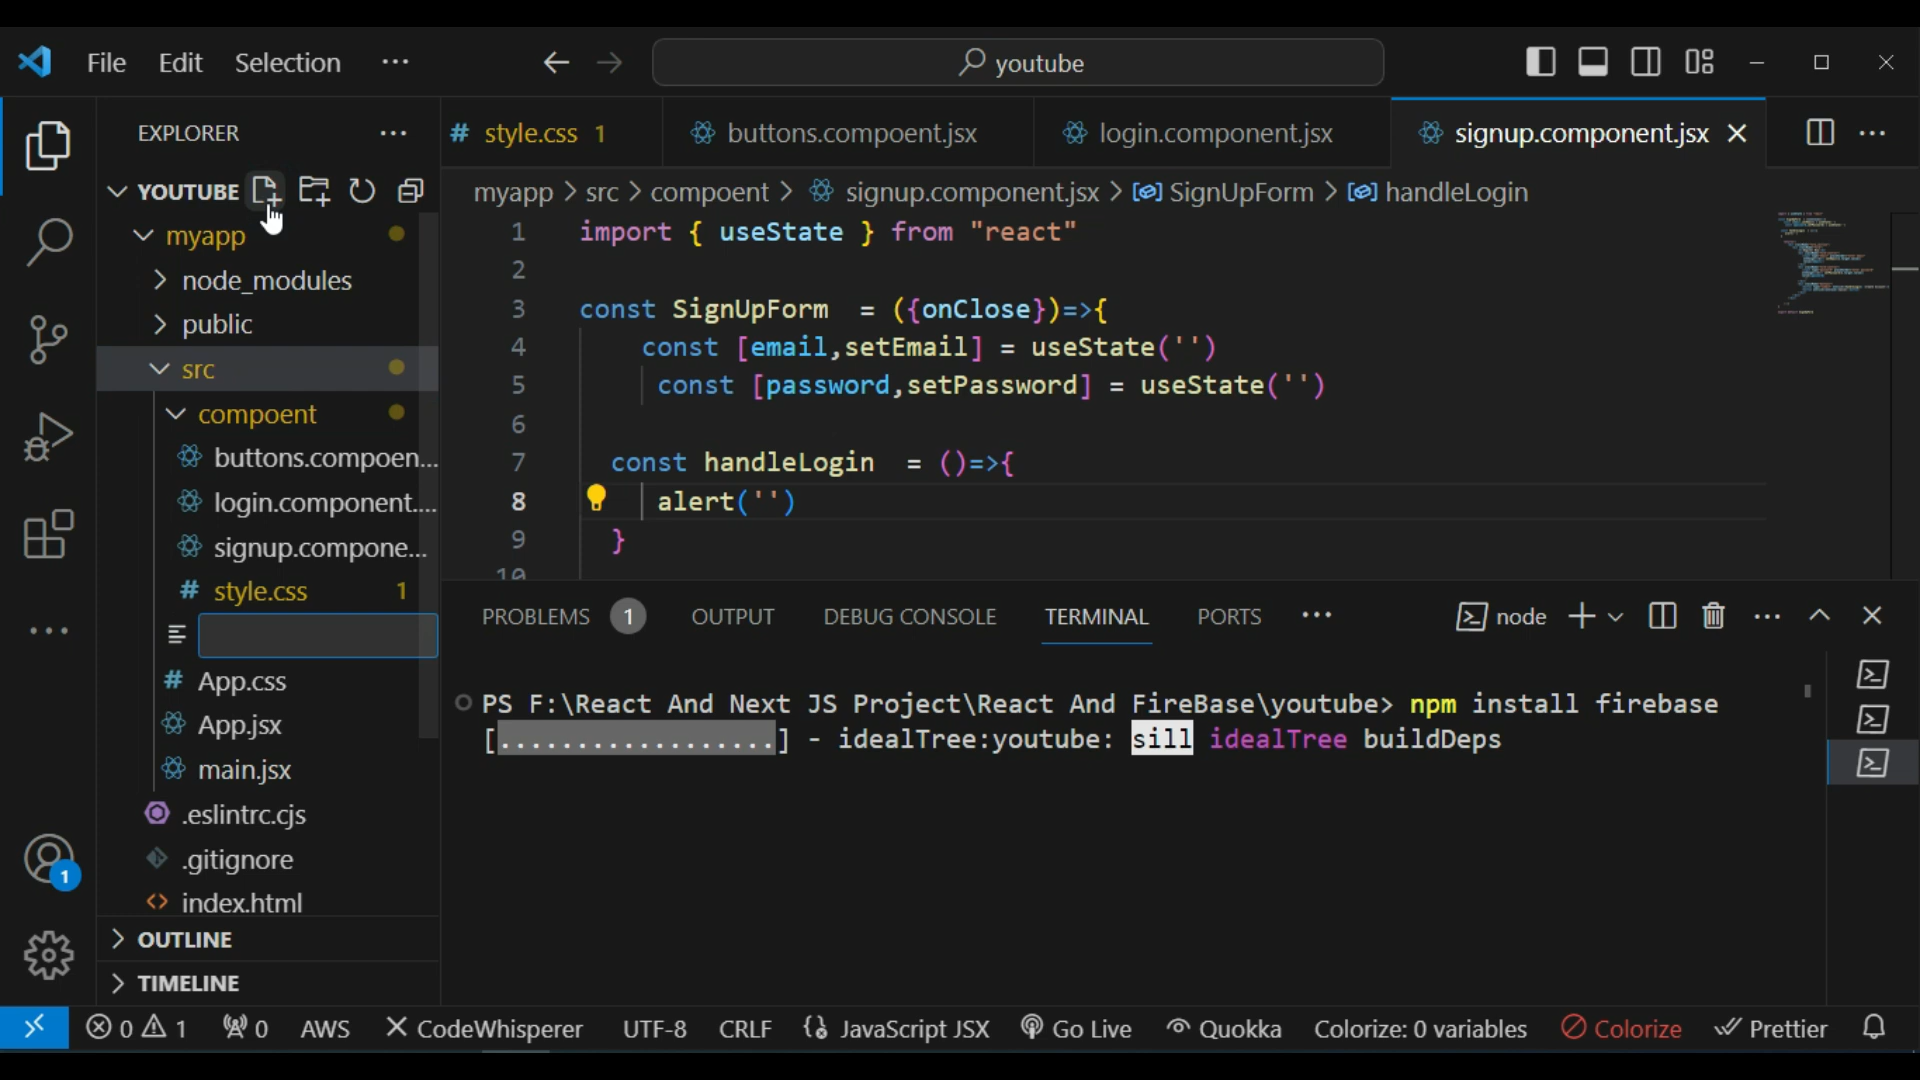 File Edit Selection ··· youtube
EXPLORER ···
YOUTUBE
myapp
node_modules
public
src
compoent
buttons.compoen...
login.component....
signup.compone...
# style.css 1
# App.css
App.jsx
main.jsx
.eslintrc.cjs
.gitignore
<> index.html
OUTLINE
TIMELINE
# style.css 1 buttons.compoent.jsx login.component.jsx signup.component.jsx
myapp > src > compoent > signup.component.jsx > SignUpForm > handleLogin
1 import { useState } from "react"
2
3 const SignUpForm = ({onClose})=>{
4 const [email,setEmail] = useState('')
5 const [password,setPassword] = useState('')
6
7 const handleLogin = ()=>{
8 alert('')
9 }
10
PROBLEMS 1 OUTPUT DEBUG CONSOLE TERMINAL PORTS ··· node
PS F:\React And Next JS Project\React And FireBase\youtube> npm install firebase
[..................] - idealTree:youtube: sill idealTree buildDeps
1
0 1 0 AWS CodeWhisperer UTF-8 CRLF JavaScript JSX Go Live Quokka Colorize: 0 variables Colorize Prettier